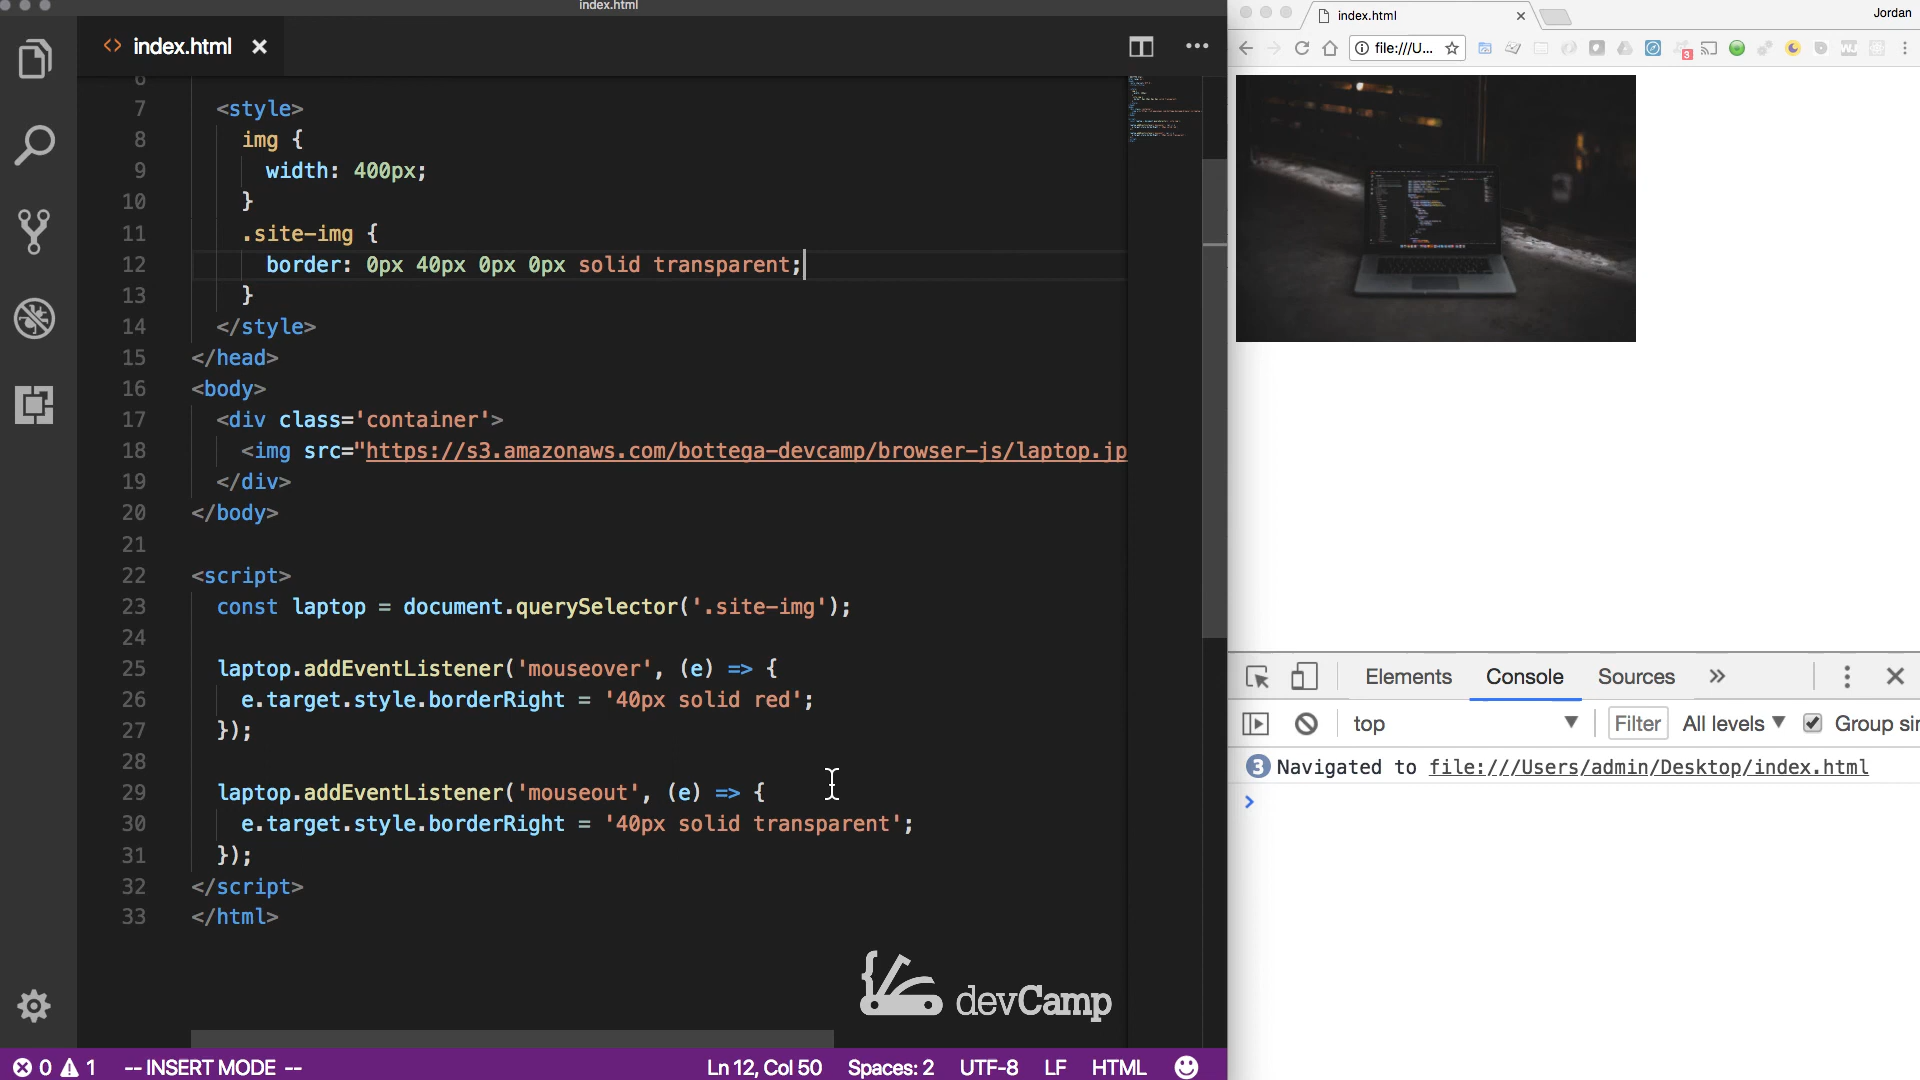 index.html
index.html
6
7 <style>
8 img {
9 width: 400px;
10 }
11 .site-img {
12 border: 0px 40px 0px 0px solid transparent;
13 }
14 </style>
15 </head>
16 <body>
17 <div class='container'>
18 <img src="https://s3.amazonaws.com/bottega-devcamp/browser-js/laptop.jp
19 </div>
20 </body>
21
22 <script>
23 const laptop = document.querySelector('.site-img');
24
25 laptop.addEventListener('mouseover', (e) => {
26 e.target.style.borderRight = '40px solid red';
27 });
28
29 laptop.addEventListener('mouseout', (e) => {
30 e.target.style.borderRight = '40px solid transparent';
31 });
32 </script>
33 </html>
devCamp
0 1 -- INSERT MODE -- Ln 12, Col 50 Spaces: 2 UTF-8 LF HTML
index.html Jordan
file:///U... 3
Elements Console Sources
top Filter All levels Group sir
3 Navigated to file:///Users/admin/Desktop/index.html